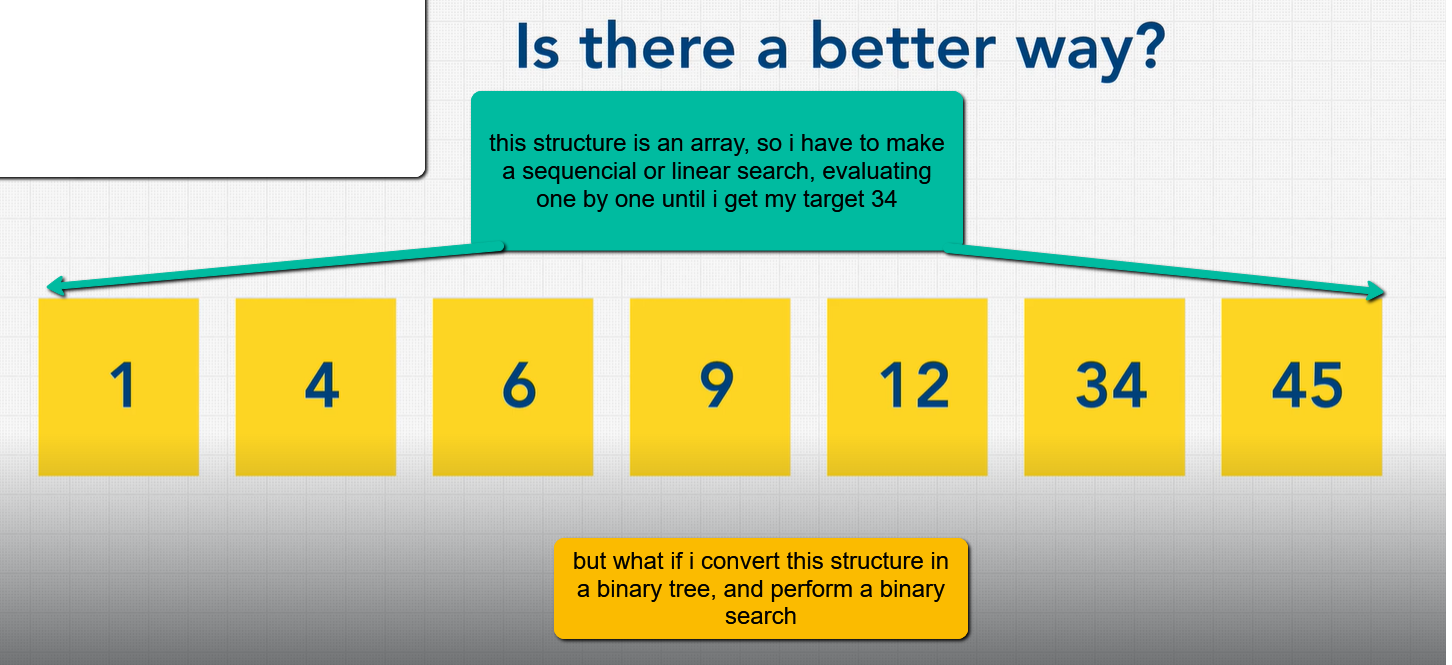 Is there a better way?
this structure is an array, so i have to make
a sequencial or linear search, evaluating
one by one until i get my target 34
1 4 6 9 12 34 45
but what if i convert this structure in
a binary tree, and perform a binary
search